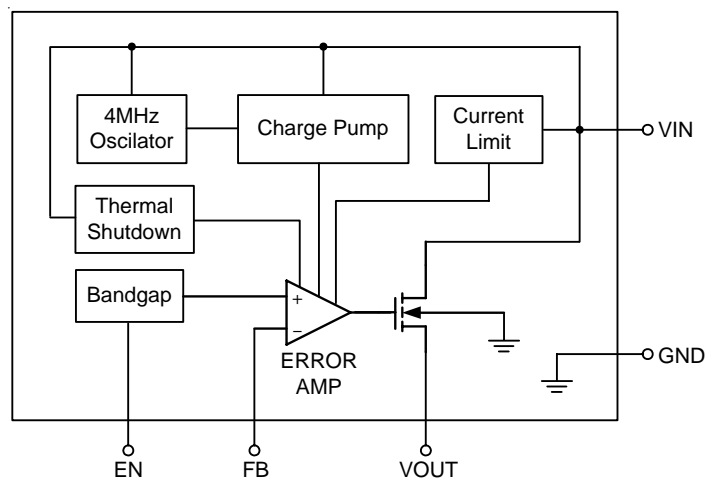 4MHz
Oscilator
Charge Pump
Current
Limit
VIN
Thermal
Shutdown
Bandgap
+
−
ERROR
AMP
GND
EN
FB
VOUT